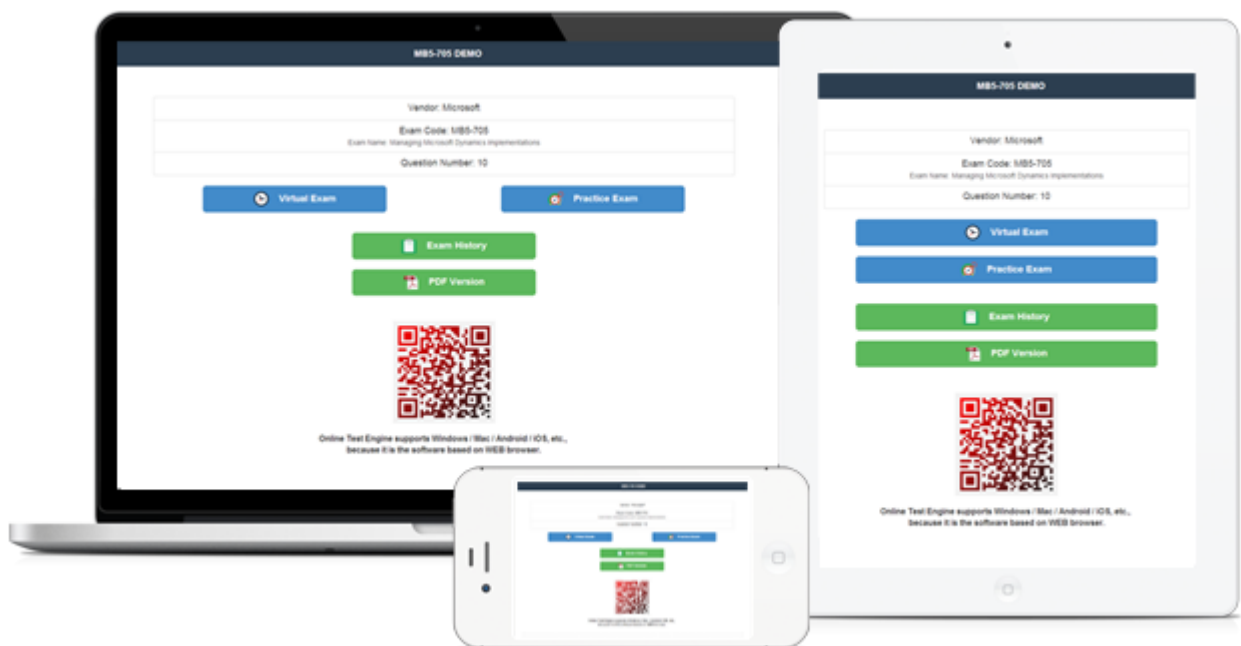 MB5-705 DEMO
Vendor: Microsoft
Exam Code: MB5-705
Exam Name: Managing Microsoft Dynamics Implementations
Question Number: 10
Virtual Exam
Practice Exam
Exam History
PDF Version
Online Test Engine supports Windows / Mac / Android / iOS, etc.,
because it is the software based on WEB browser.
MB5-705 DEMO
Vendor: Microsoft
Exam Code: MB5-705
Exam Name: Managing Microsoft Dynamics Implementations
Question Number: 10
Virtual Exam
Practice Exam
Exam History
PDF Version
Online Test Engine supports Windows / Mac / Android / iOS, etc.,
because it is the software based on WEB browser.